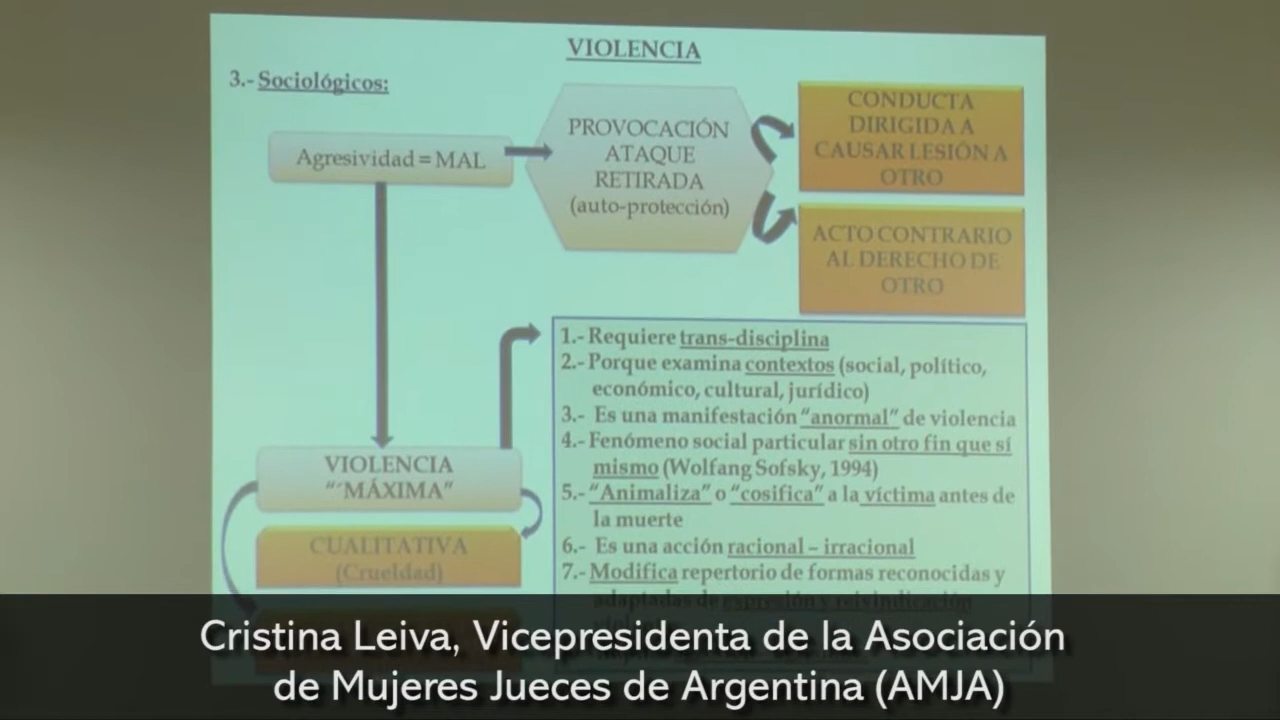 VIOLENCIA
3.- Sociológicos:
Agresividad = MAL
PROVOCACIÓN
ATAQUE
RETIRADA
(auto-protección)
CONDUCTA
DIRIGIDA A
CAUSAR LESIÓN A
OTRO
ACTO CONTRARIO
AL DERECHO DE
OTRO
VIOLENCIA
“´MÁXIMA”
CUALITATIVA
(Crueldad)
1.- Requiere trans-disciplina
2.- Porque examina contextos (social, político,
económico, cultural, jurídico)
3.- Es una manifestación “anormal” de violencia
4.- Fenómeno social particular sin otro fin que sí
mismo (Wolfang Sofsky, 1994)
5.- “Animaliza” o “cosifica” a la víctima antes de
la muerte
6.- Es una acción racional – irracional
7.- Modifica repertorio de formas reconocidas y
adaptadas de expresión y
Cristina Leiva, Vicepresidenta de la Asociación
de Mujeres Jueces de Argentina (AMJA)